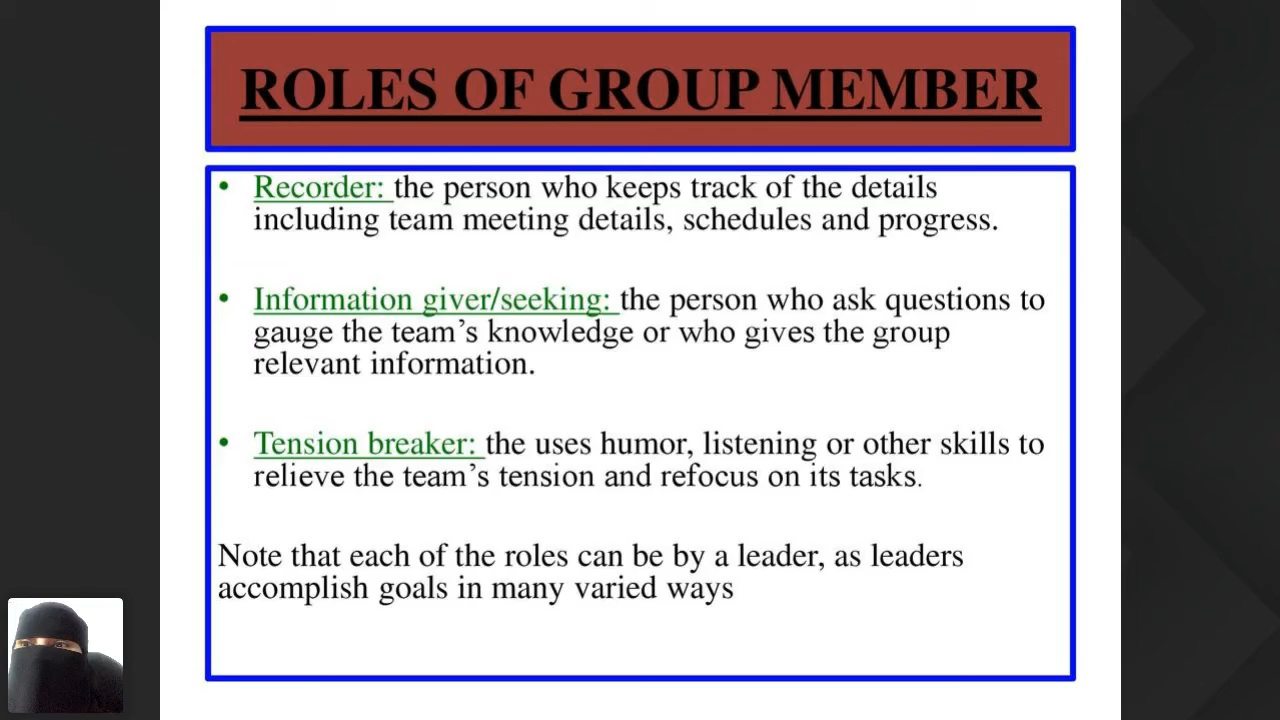 ROLES OF GROUP MEMBER
• Recorder: the person who keeps track of the details
including team meeting details, schedules and progress.
• Information giver/seeking: the person who ask questions to
gauge the team’s knowledge or who gives the group
relevant information.
• Tension breaker: the uses humor, listening or other skills to
relieve the team’s tension and refocus on its tasks.
Note that each of the roles can be by a leader, as leaders
accomplish goals in many varied ways